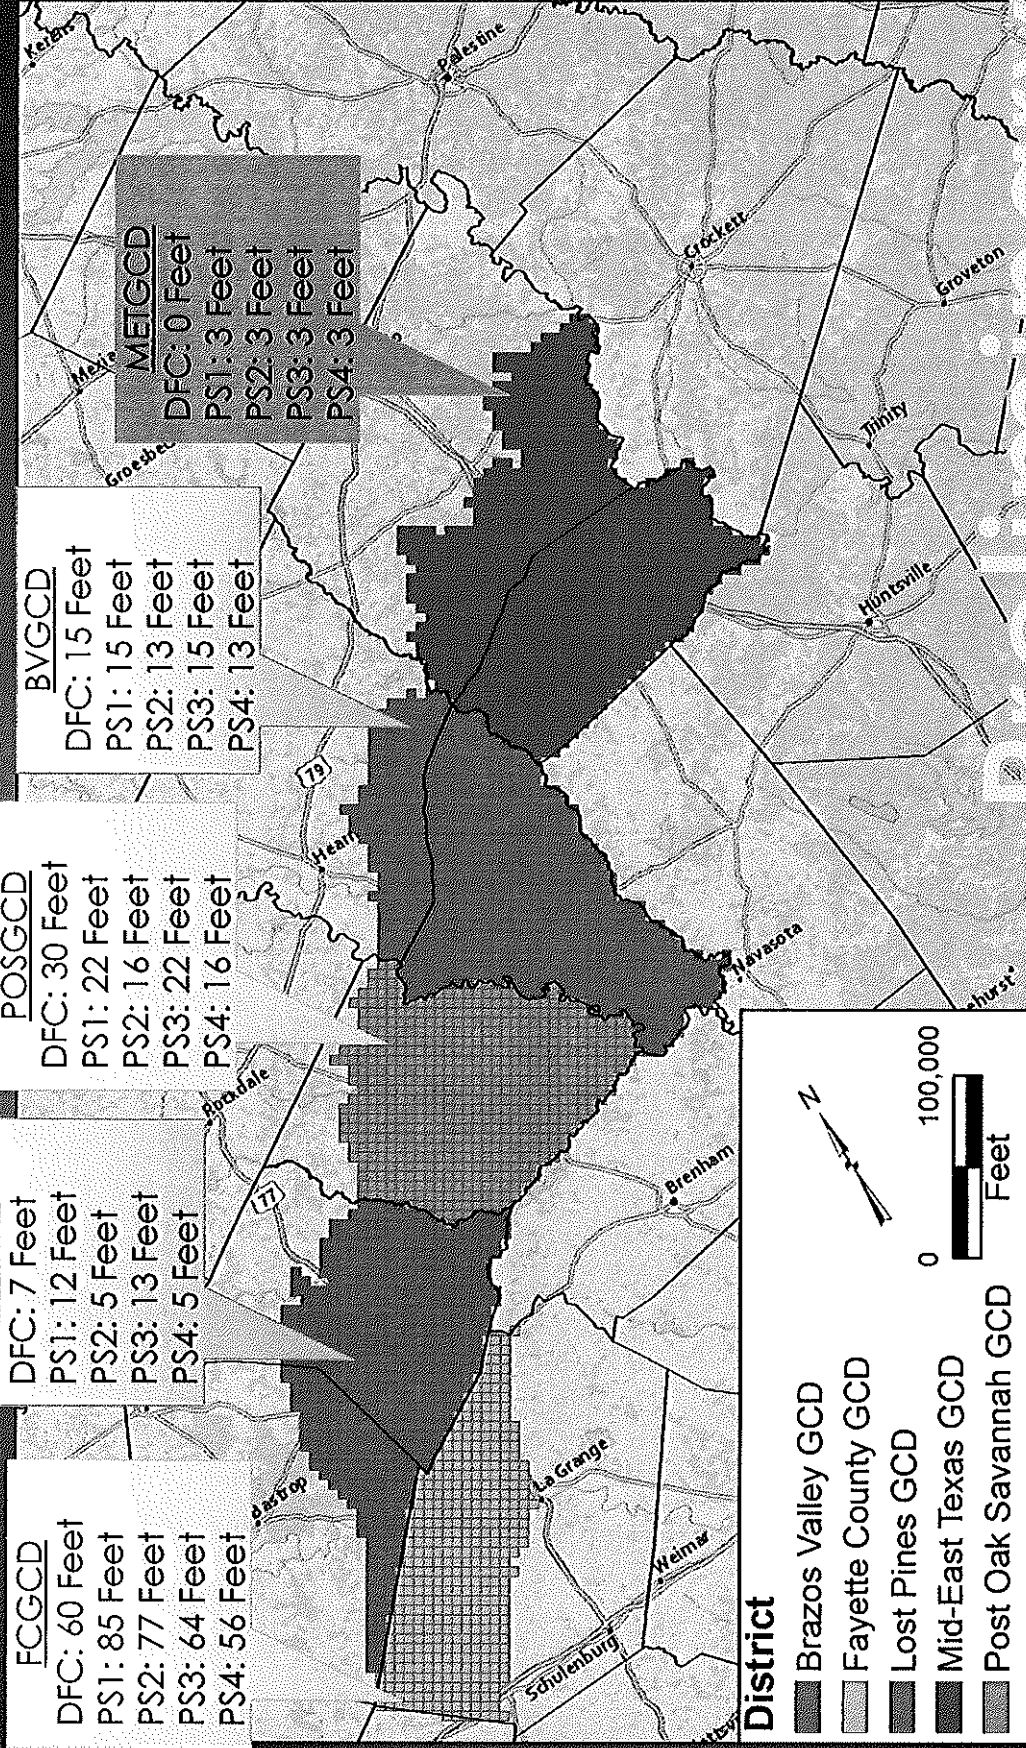 FCGCD
DFC: 60 Feet
PS1: 85 Feet
PS2: 77 Feet
PS3: 64 Feet
PS4: 56 Feet
DFC: 7 Feet
PS1: 12 Feet
PS2: 5 Feet
PS3: 13 Feet
PS4: 5 Feet
POSGCD
DFC: 30 Feet
PS1: 22 Feet
PS2: 16 Feet
PS3: 22 Feet
PS4: 16 Feet
BVGCD
DFC: 15 Feet
PS1: 15 Feet
PS2: 13 Feet
PS3: 15 Feet
PS4: 13 Feet
METGCD
DFC: 0 Feet
PS1: 3 Feet
PS2: 3 Feet
PS3: 3 Feet
PS4: 3 Feet
Kerens
Palestine
Mexia
Groesbec
Crockett
Groveton
Trinity
Huntsville
79
Hearn
Navasota
Rockdale
77
Brenham
Bastrop
La Grange
Weimar
Schulenburg
ehurst
District
Brazos Valley GCD
Fayette County GCD
Lost Pines GCD
Mid-East Texas GCD
Post Oak Savannah GCD
N
0
100,000
Feet